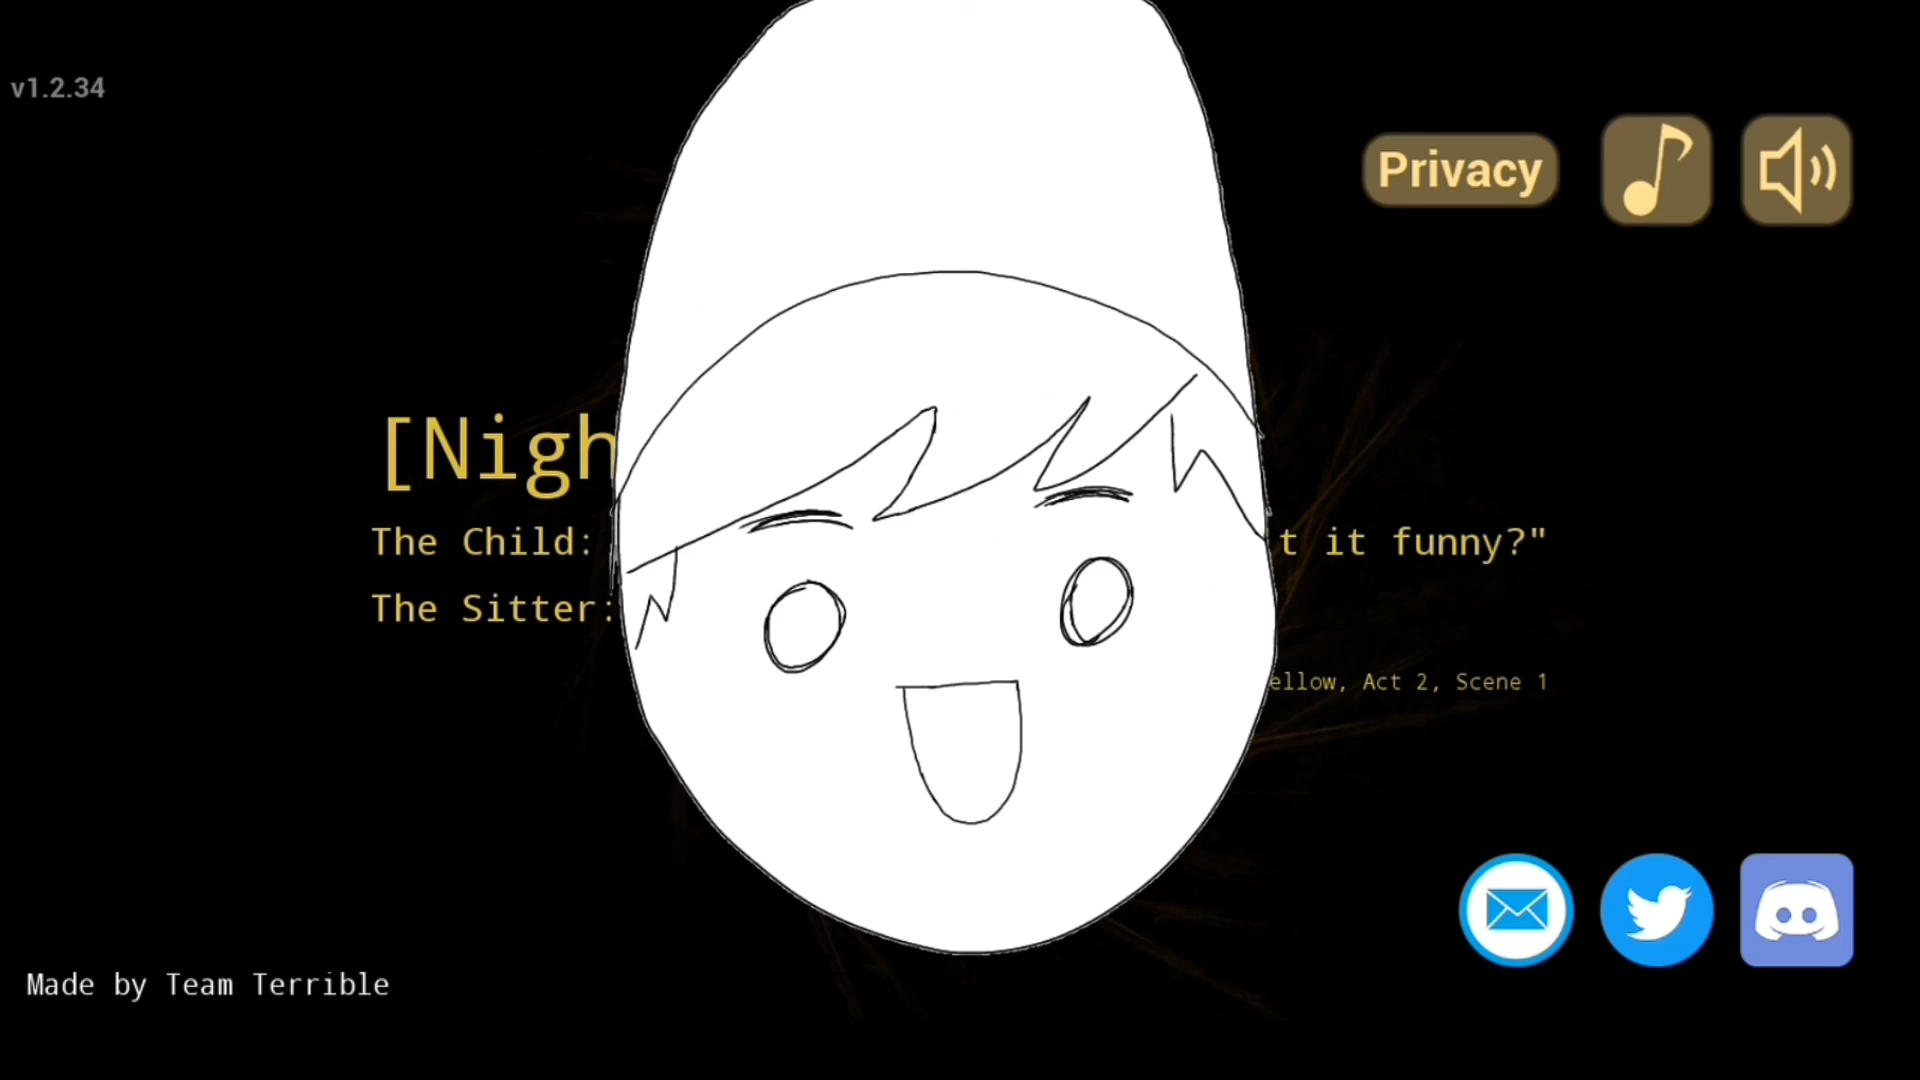 v1.2.34
Privacy
[Nigh
The Child: t it funny?"
The Sitter:
ellow, Act 2, Scene 1
Made by Team Terrible